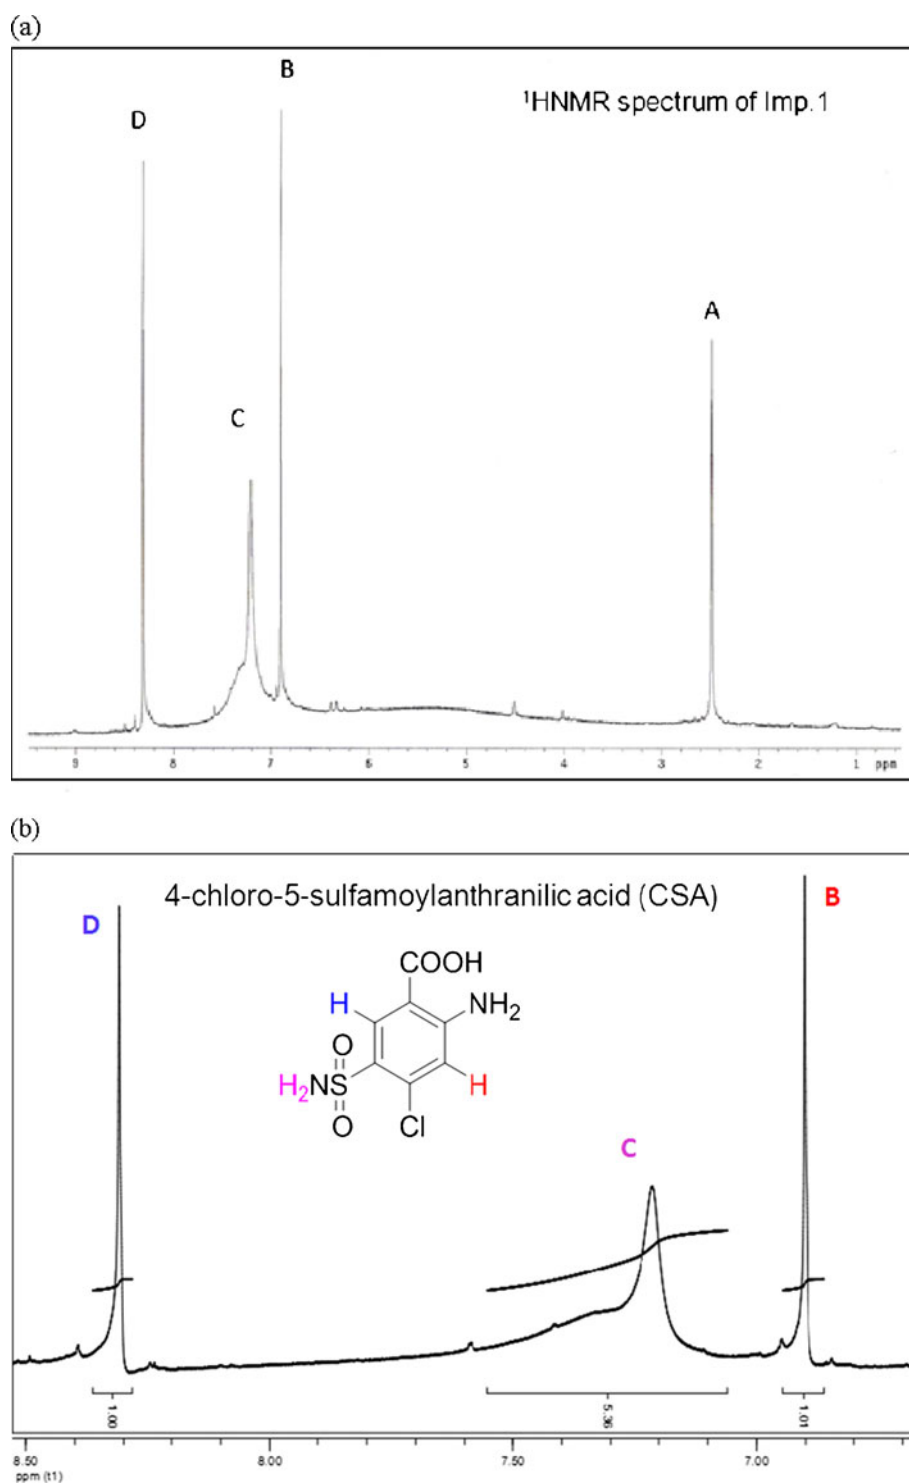 (a)
B
¹HNMR spectrum of Imp.1
D
A
C
9 8 7 6 5 4 3 2 1 ppm
(b)
4-chloro-5-sulfamoylanthranilic acid (CSA)
D
B
COOH
H
NH₂
O
H₂NS
H
O
Cl
C
1.00
5.36
1.01
8.50 8.00 7.50 7.00
ppm (t1)